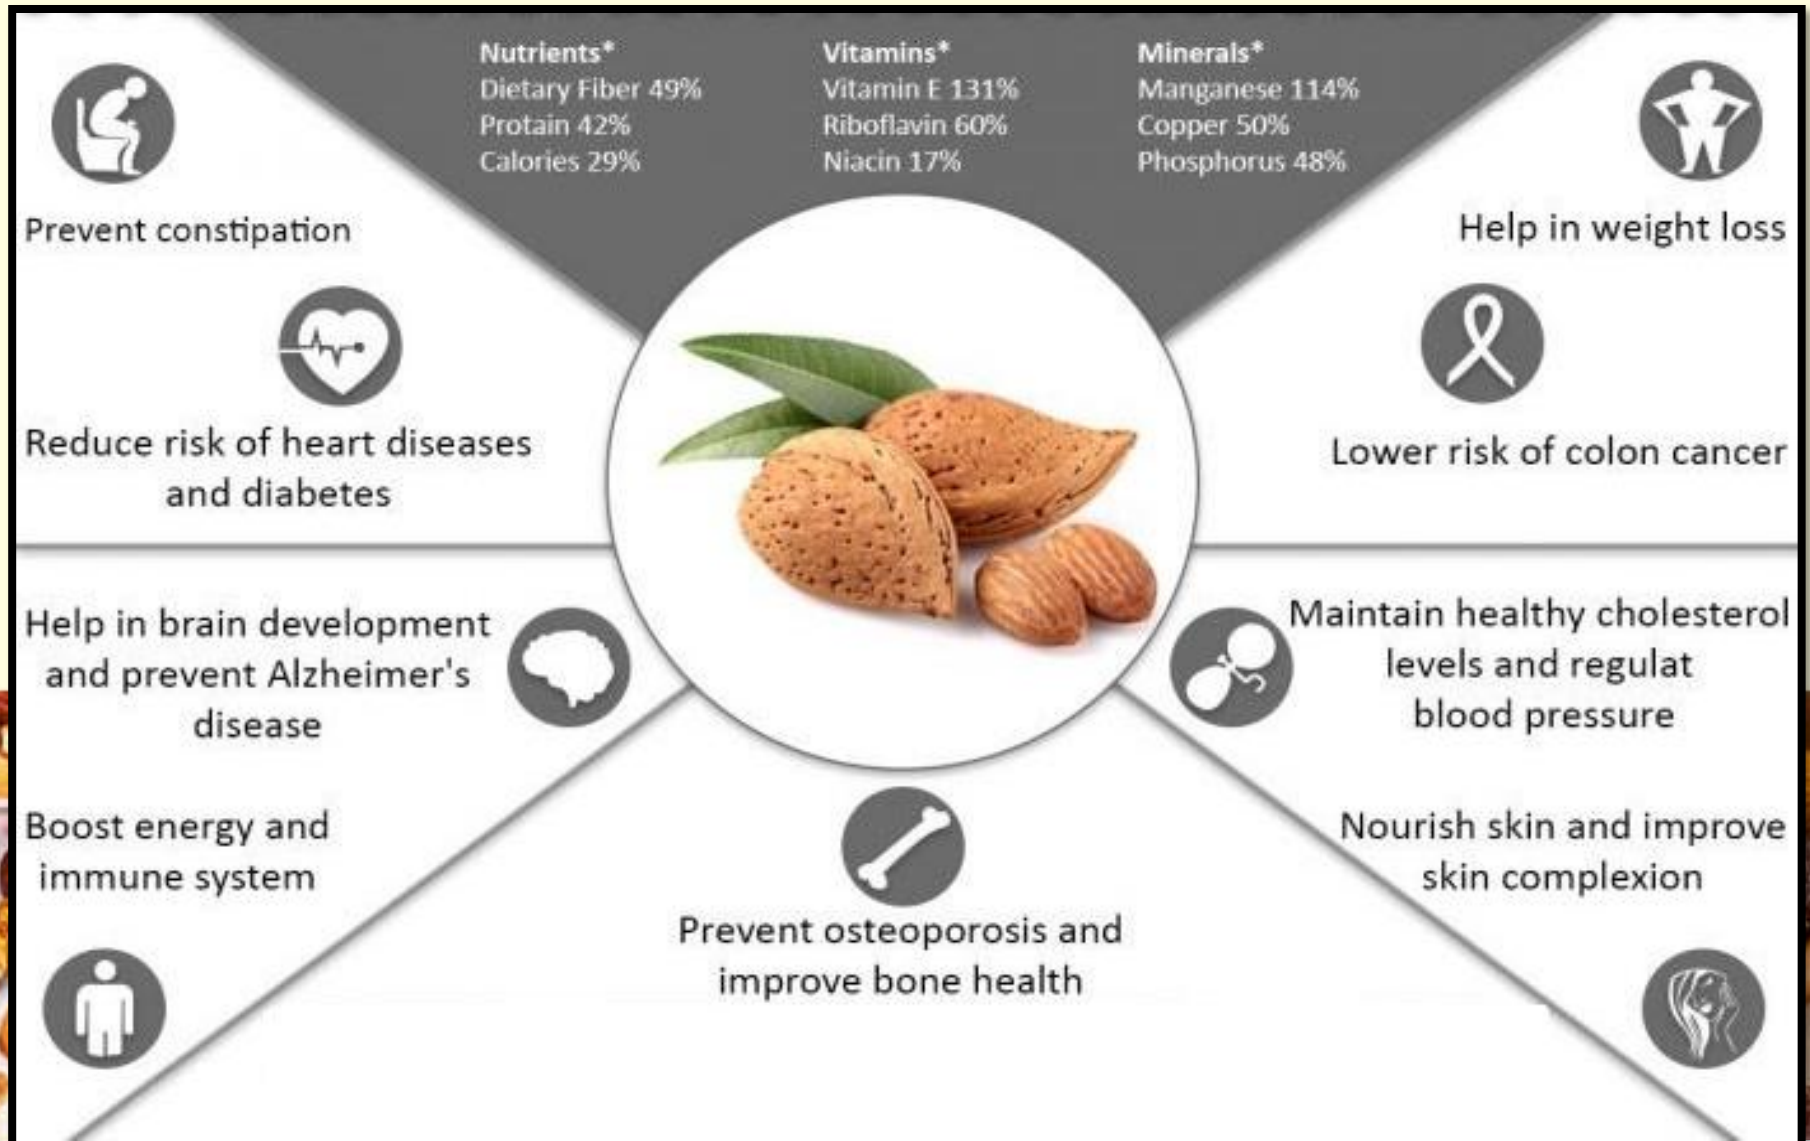 Nutrients*
Dietary Fiber 49%
Protain 42%
Calories 29%
Vitamins*
Vitamin E 131%
Riboflavin 60%
Niacin 17%
Minerals*
Manganese 114%
Copper 50%
Phosphorus 48%
Prevent constipation
Reduce risk of heart diseases
and diabetes
Help in weight loss
Lower risk of colon cancer
Help in brain development
and prevent Alzheimer's
disease
Boost energy and
immune system
Maintain healthy cholesterol
levels and regulat
blood pressure
Nourish skin and improve
skin complexion
Prevent osteoporosis and
improve bone health